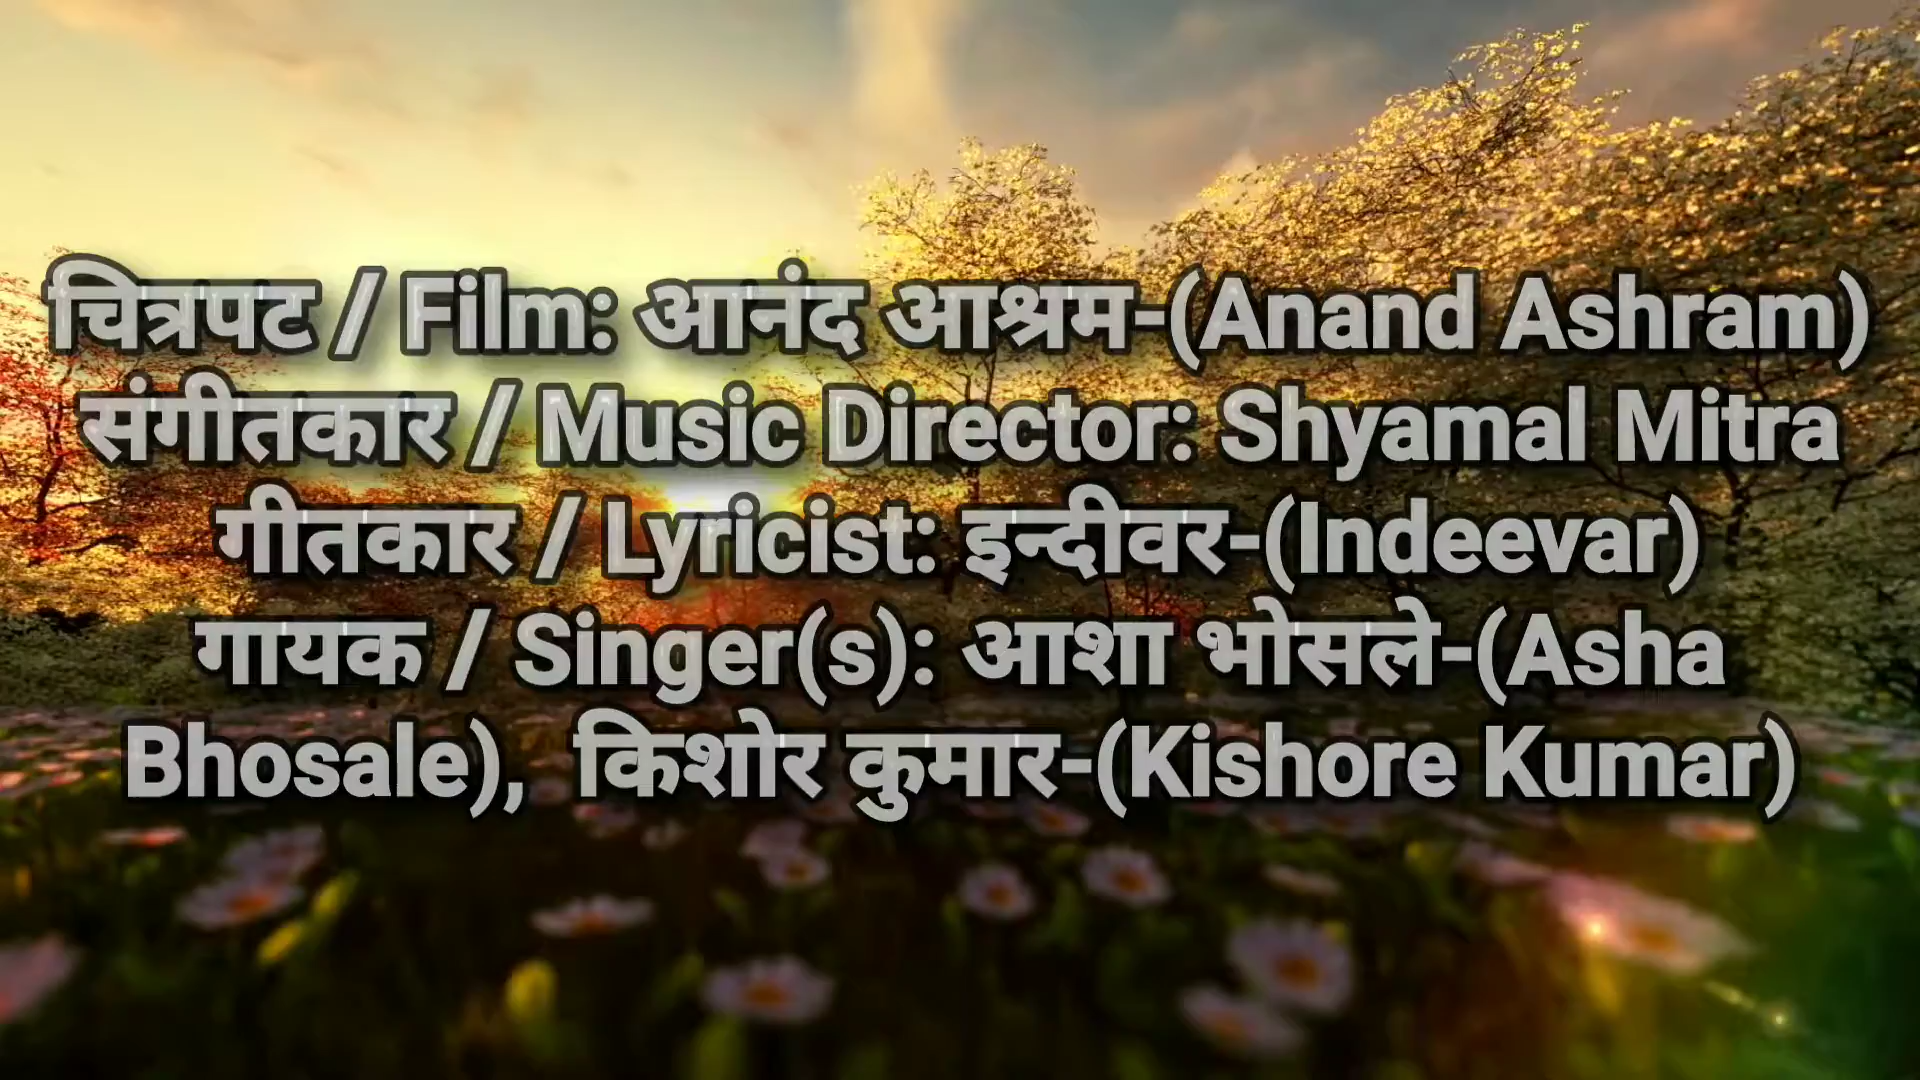 चित्रपट / Film: आनंद आश्रम-(Anand Ashram)
संगीतकार / Music Director: Shyamal Mitra
गीतकार / Lyricist: इन्दीवर-(Indeevar)
गायक / Singer(s): आशा भोसले-(Asha
Bhosale),  किशोर कुमार-(Kishore Kumar)